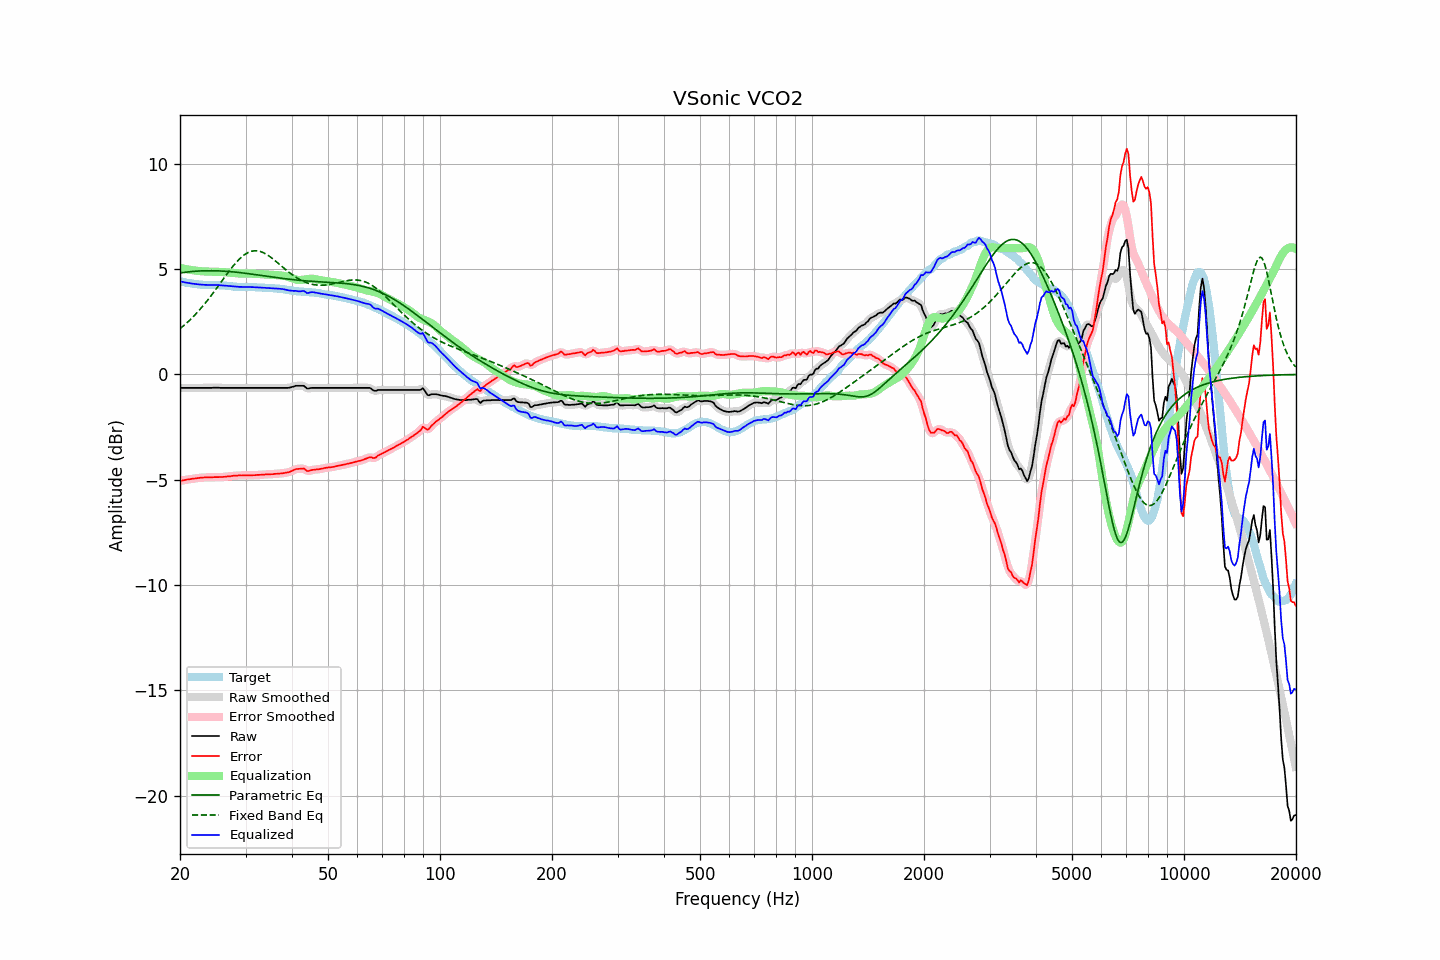 VSonic VCO2
Amplitude (dBr)
10
5
0
−5
−10
−15
−20
Target
Raw Smoothed
Error Smoothed
Raw
Error
Equalization
Parametric Eq
Fixed Band Eq
Equalized
20
50
100
200
500
1000
2000
5000
10000
20000
Frequency (Hz)